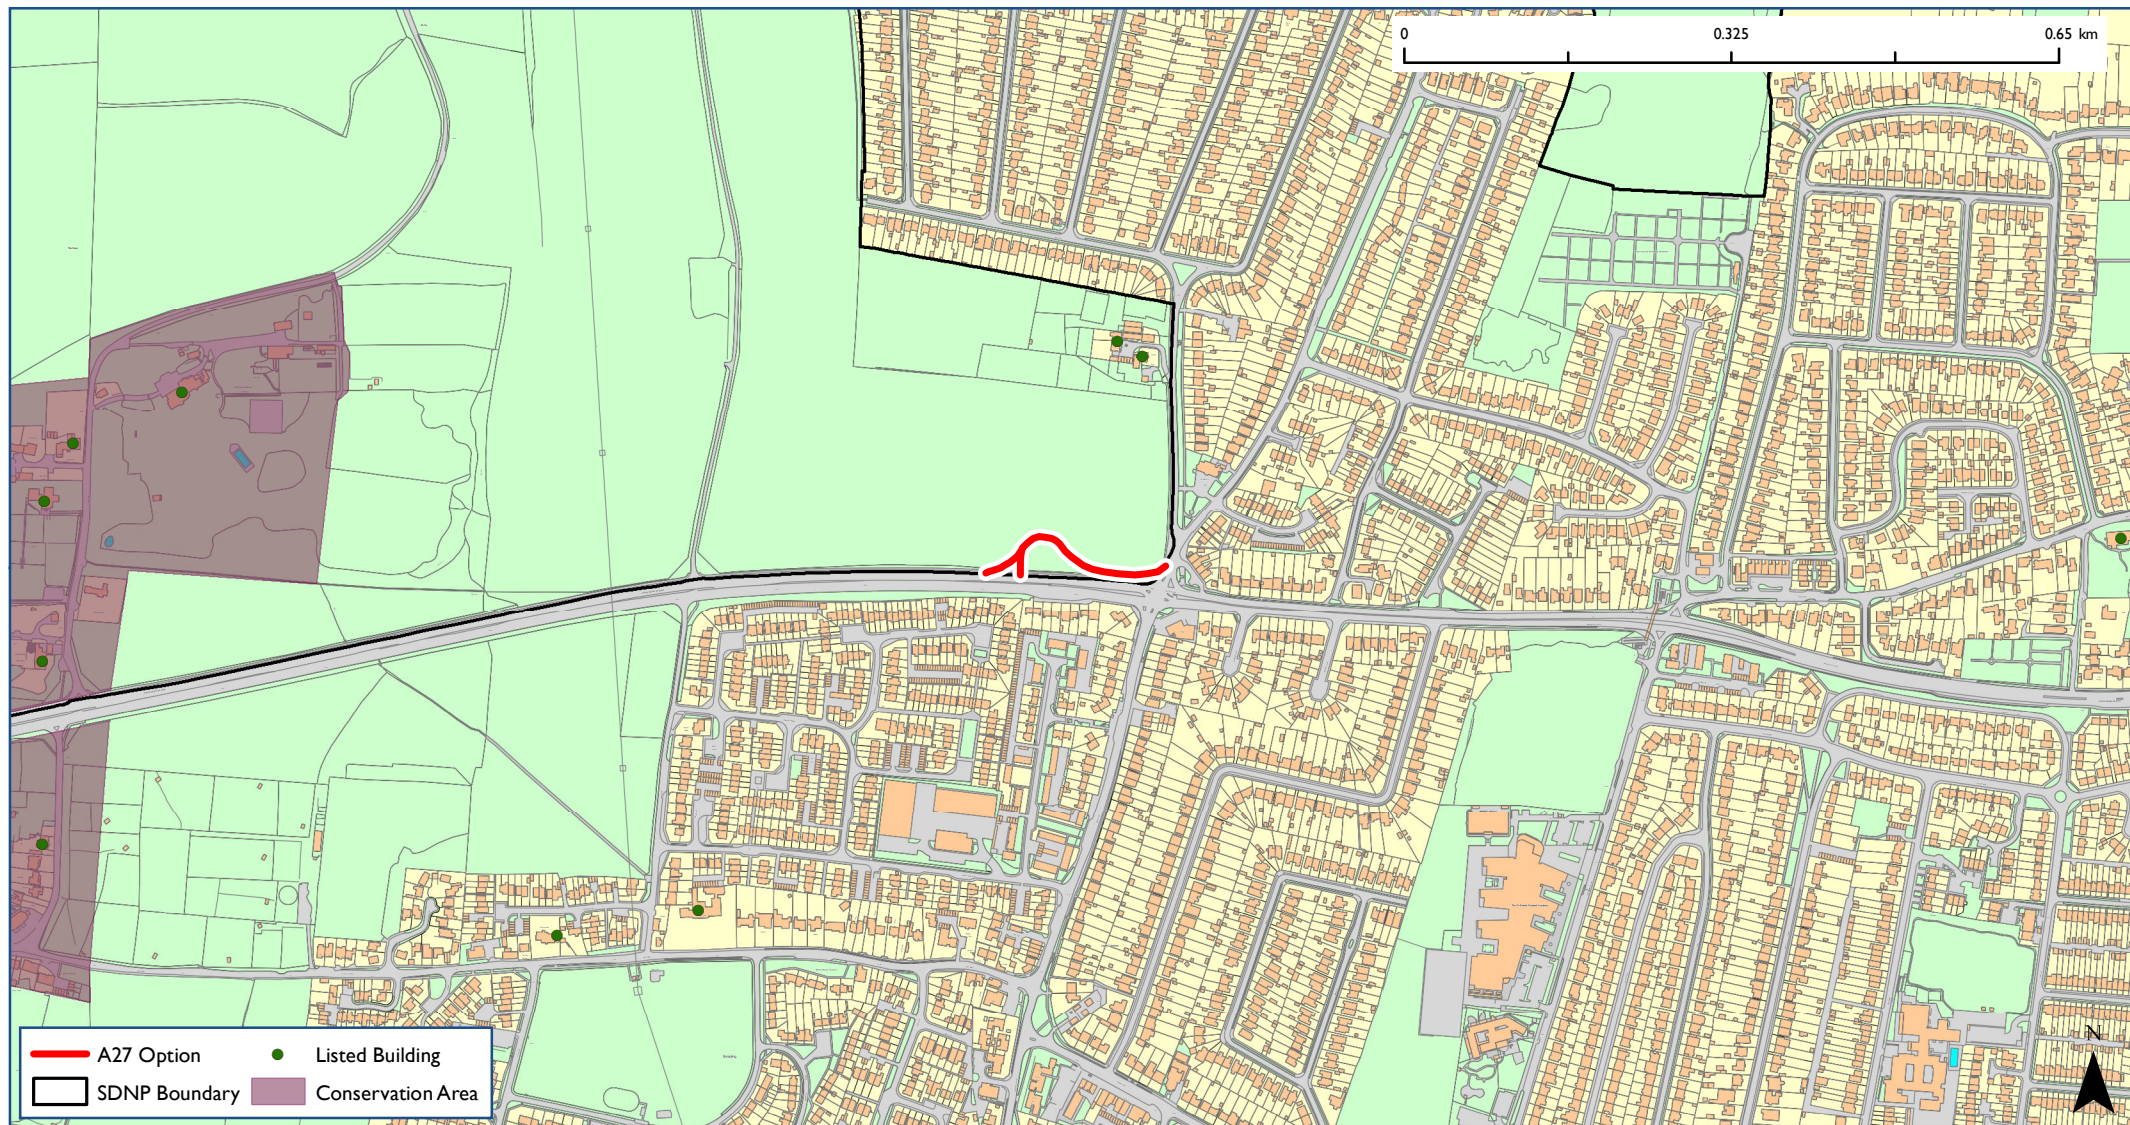 0 0.325 0.65 km
N
A27 Option
Listed Building
SDNP Boundary
Conservation Area